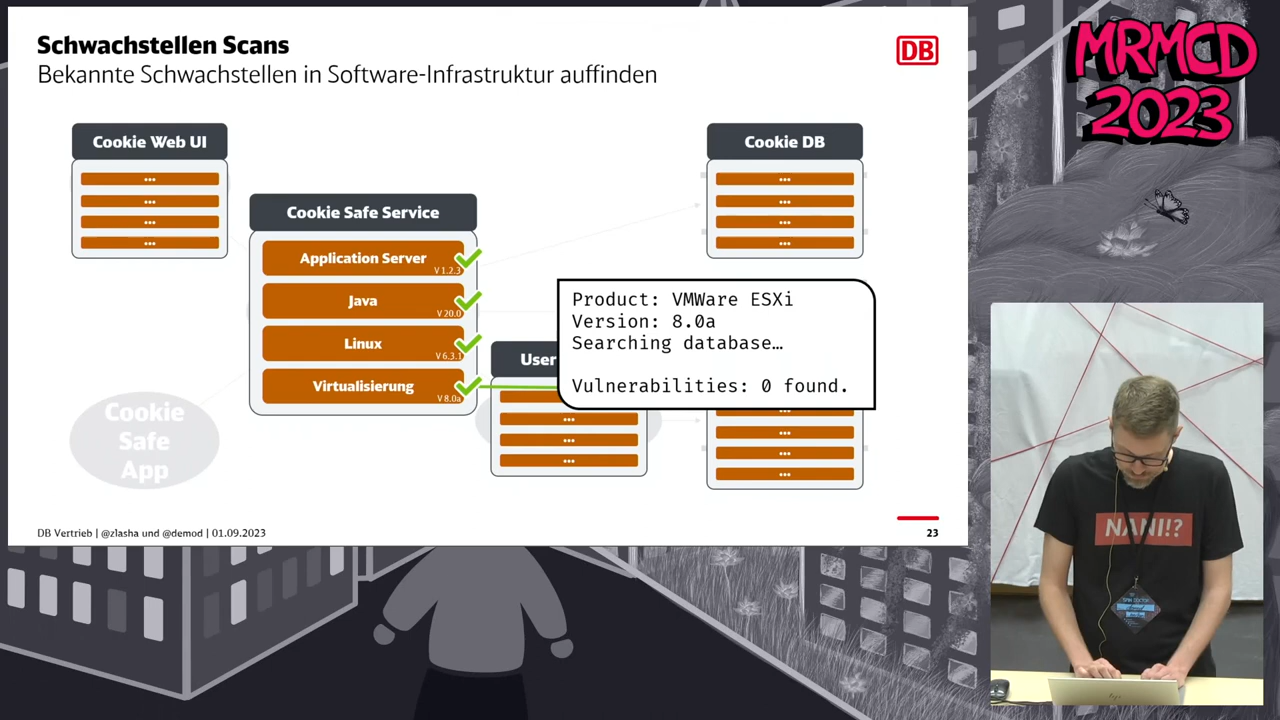 Schwachstellen Scans
Bekannte Schwachstellen in Software-Infrastruktur auffinden
DB
MRMCD
2023
Cookie Web UI
•••
•••
•••
•••
Cookie Safe Service
Application Server
V 1.2.3
Java
V 20.0
Linux
V 6.3.1
Virtualisierung
V 8.0a
Cookie DB
•••
•••
•••
•••
Product: VMWare ESXi
Version: 8.0a
Searching database…
Vulnerabilities: 0 found.
User
•••
•••
•••
•••
•••
•••
Cookie
Safe
App
DB Vertrieb | @zlasha und @demod | 01.09.2023
23
NANI!?